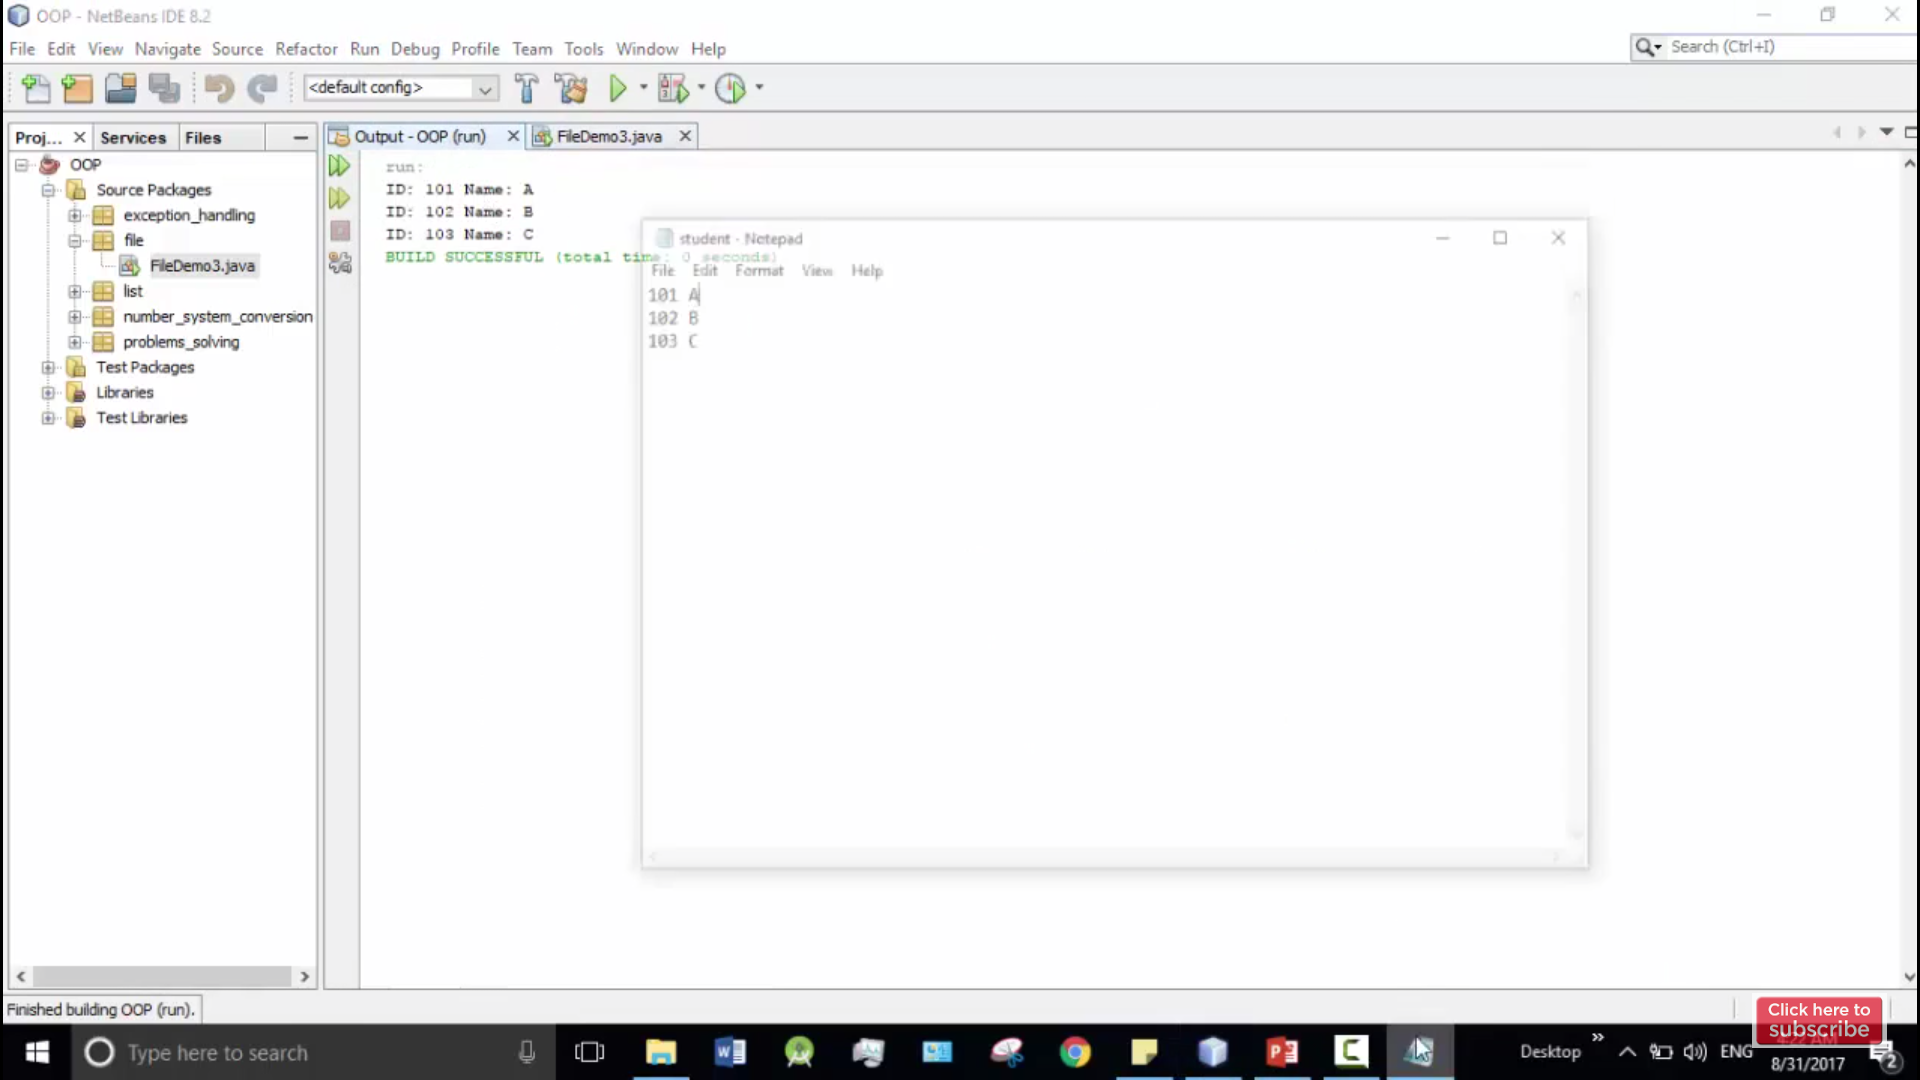 OOP - NetBeans IDE 8.2
File Edit View Navigate Source Refactor Run Debug Profile Team Tools Window Help
Search (Ctrl+I)
<default config>
Proj... Services Files
Output - OOP (run) FileDemo3.java
OOP
Source Packages
exception_handling
file
FileDemo3.java
list
number_system_conversion
problems_solving
Test Packages
Libraries
Test Libraries
run:
ID: 101 Name: A
ID: 102 Name: B
ID: 103 Name: C
BUILD SUCCESSFUL (total time: 0 seconds)
student - Notepad
File Edit Format View Help
101 A
102 B
103 C
Finished building OOP (run).
Click here to
subscribe
Type here to search
Desktop
ENG
4:22 AM
8/31/2017
2